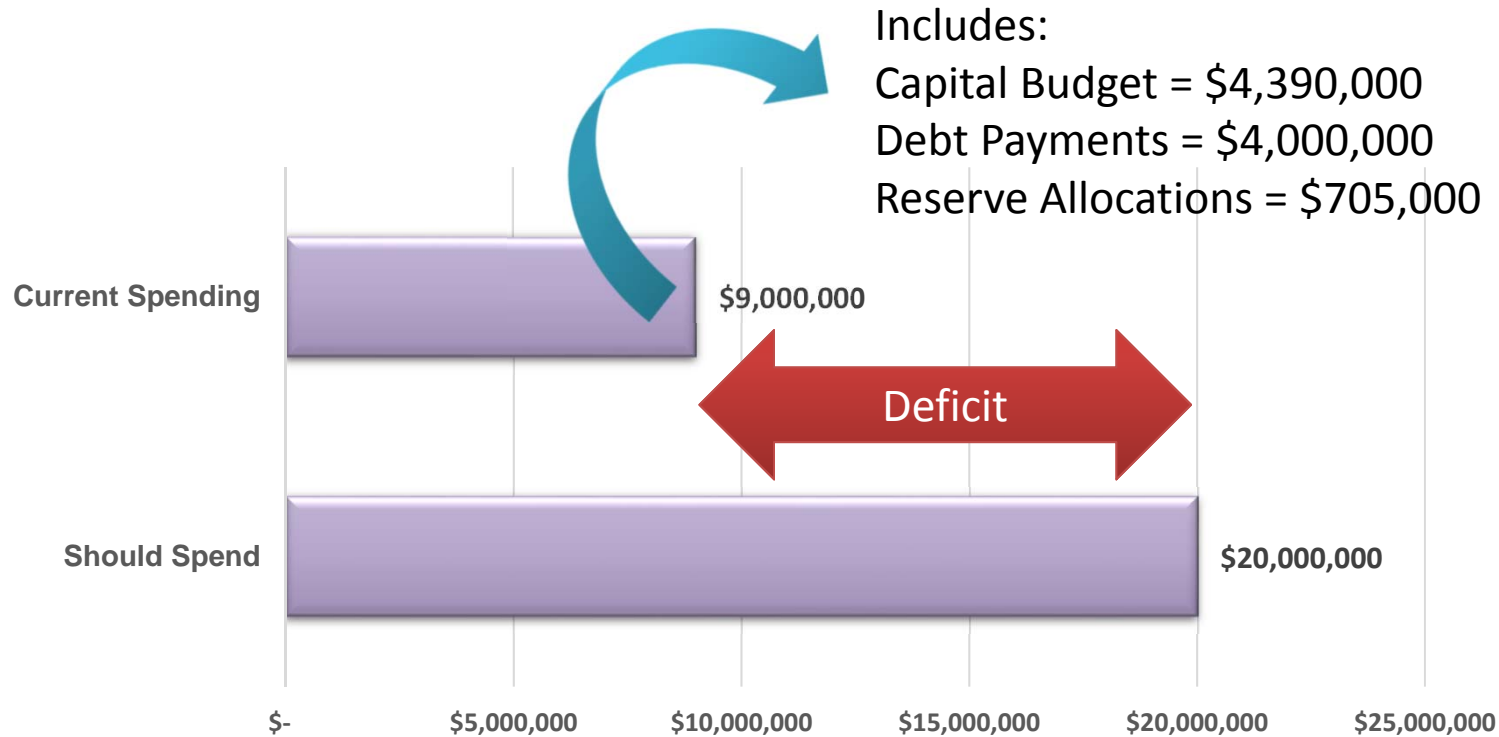 Includes:
Capital Budget = $4,390,000
Debt Payments = $4,000,000
Reserve Allocations = $705,000
Current Spending
$9,000,000
Deficit
Should Spend
$20,000,000
$- $5,000,000 $10,000,000 $15,000,000 $20,000,000 $25,000,000